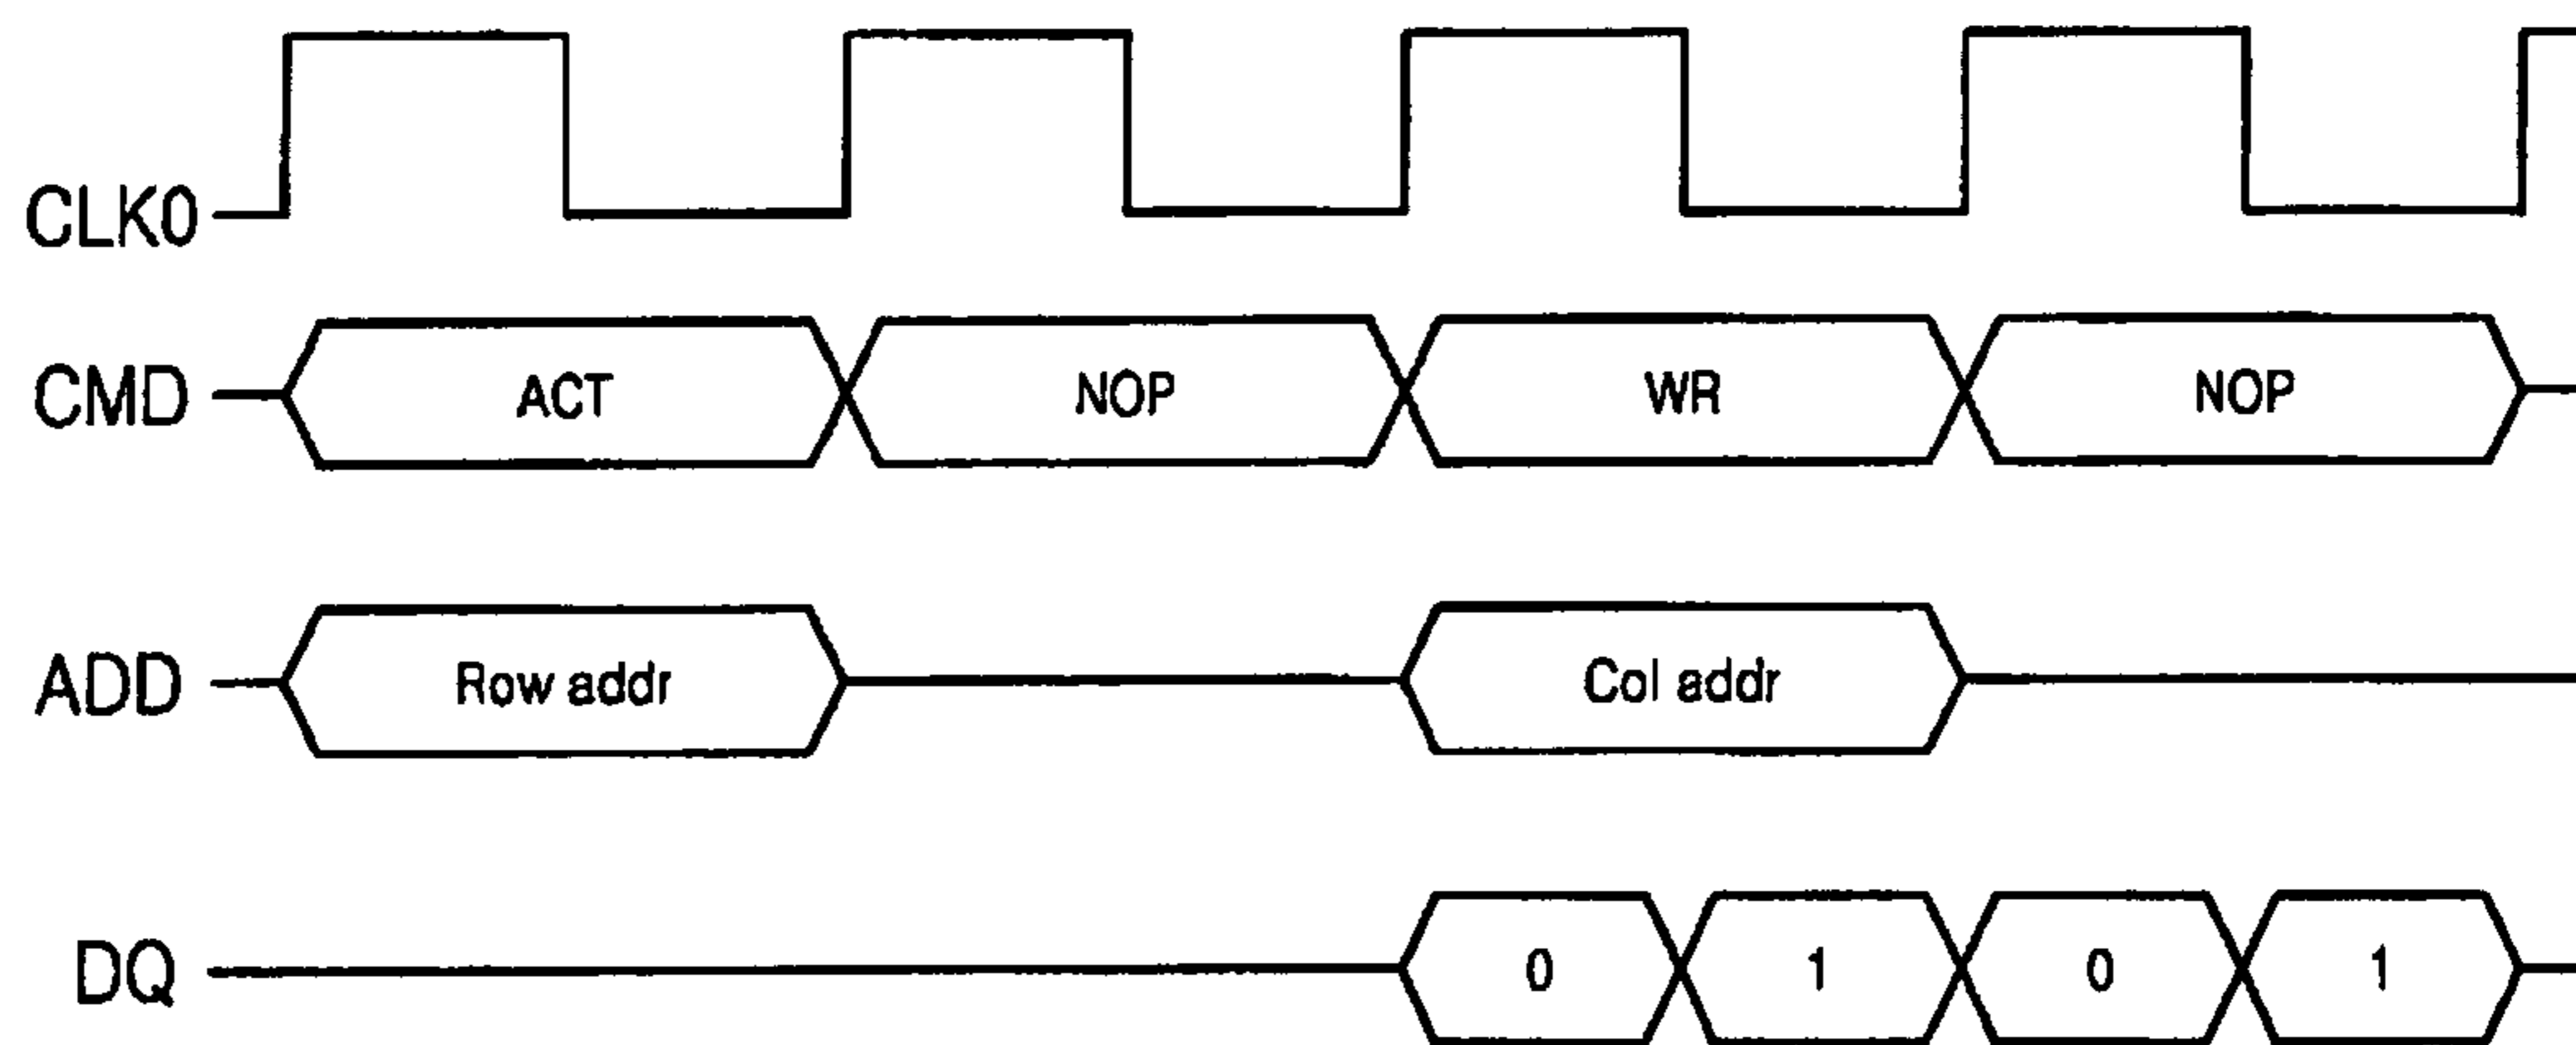 CLK0
CMD ACT NOP WR NOP
ADD Row addr Col addr
DQ 0 1 0 1